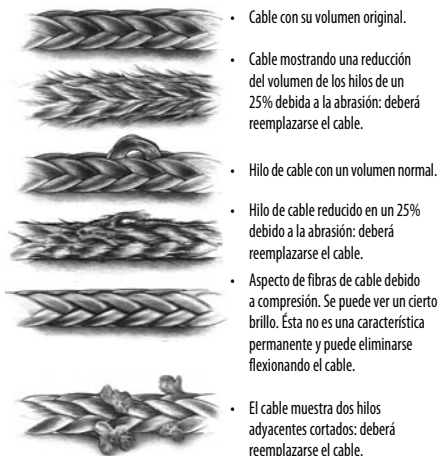 • Cable con su volumen original.
• Cable mostrando una reducción
del volumen de los hilos de un
25% debida a la abrasión: deberá
reemplazarse el cable.
• Hilo de cable con un volumen normal.
• Hilo de cable reducido en un 25%
debido a la abrasión: deberá
reemplazarse el cable.
• Aspecto de fibras de cable debido
a compresión. Se puede ver un cierto
brillo. Ésta no es una característica
permanente y puede eliminarse
flexionando el cable.
• El cable muestra dos hilos
adyacentes cortados: deberá
reemplazarse el cable.